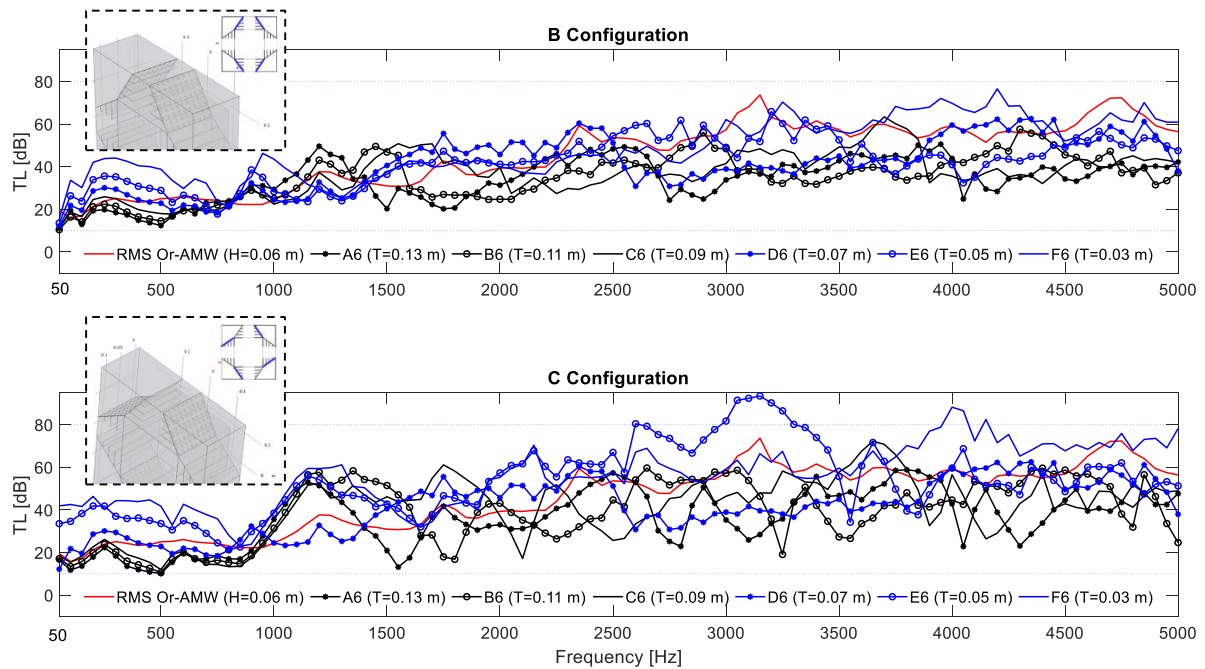 B Configuration
TL [dB]
80
60
40
20
0
RMS Or-AMW (H=0.06 m) A6 (T=0.13 m) B6 (T=0.11 m) C6 (T=0.09 m) D6 (T=0.07 m) E6 (T=0.05 m) F6 (T=0.03 m)
50 500 1000 1500 2000 2500 3000 3500 4000 4500 5000
C Configuration
TL [dB]
80
60
40
20
0
RMS Or-AMW (H=0.06 m) A6 (T=0.13 m) B6 (T=0.11 m) C6 (T=0.09 m) D6 (T=0.07 m) E6 (T=0.05 m) F6 (T=0.03 m)
50 500 1000 1500 2000 2500 3000 3500 4000 4500 5000
Frequency [Hz]